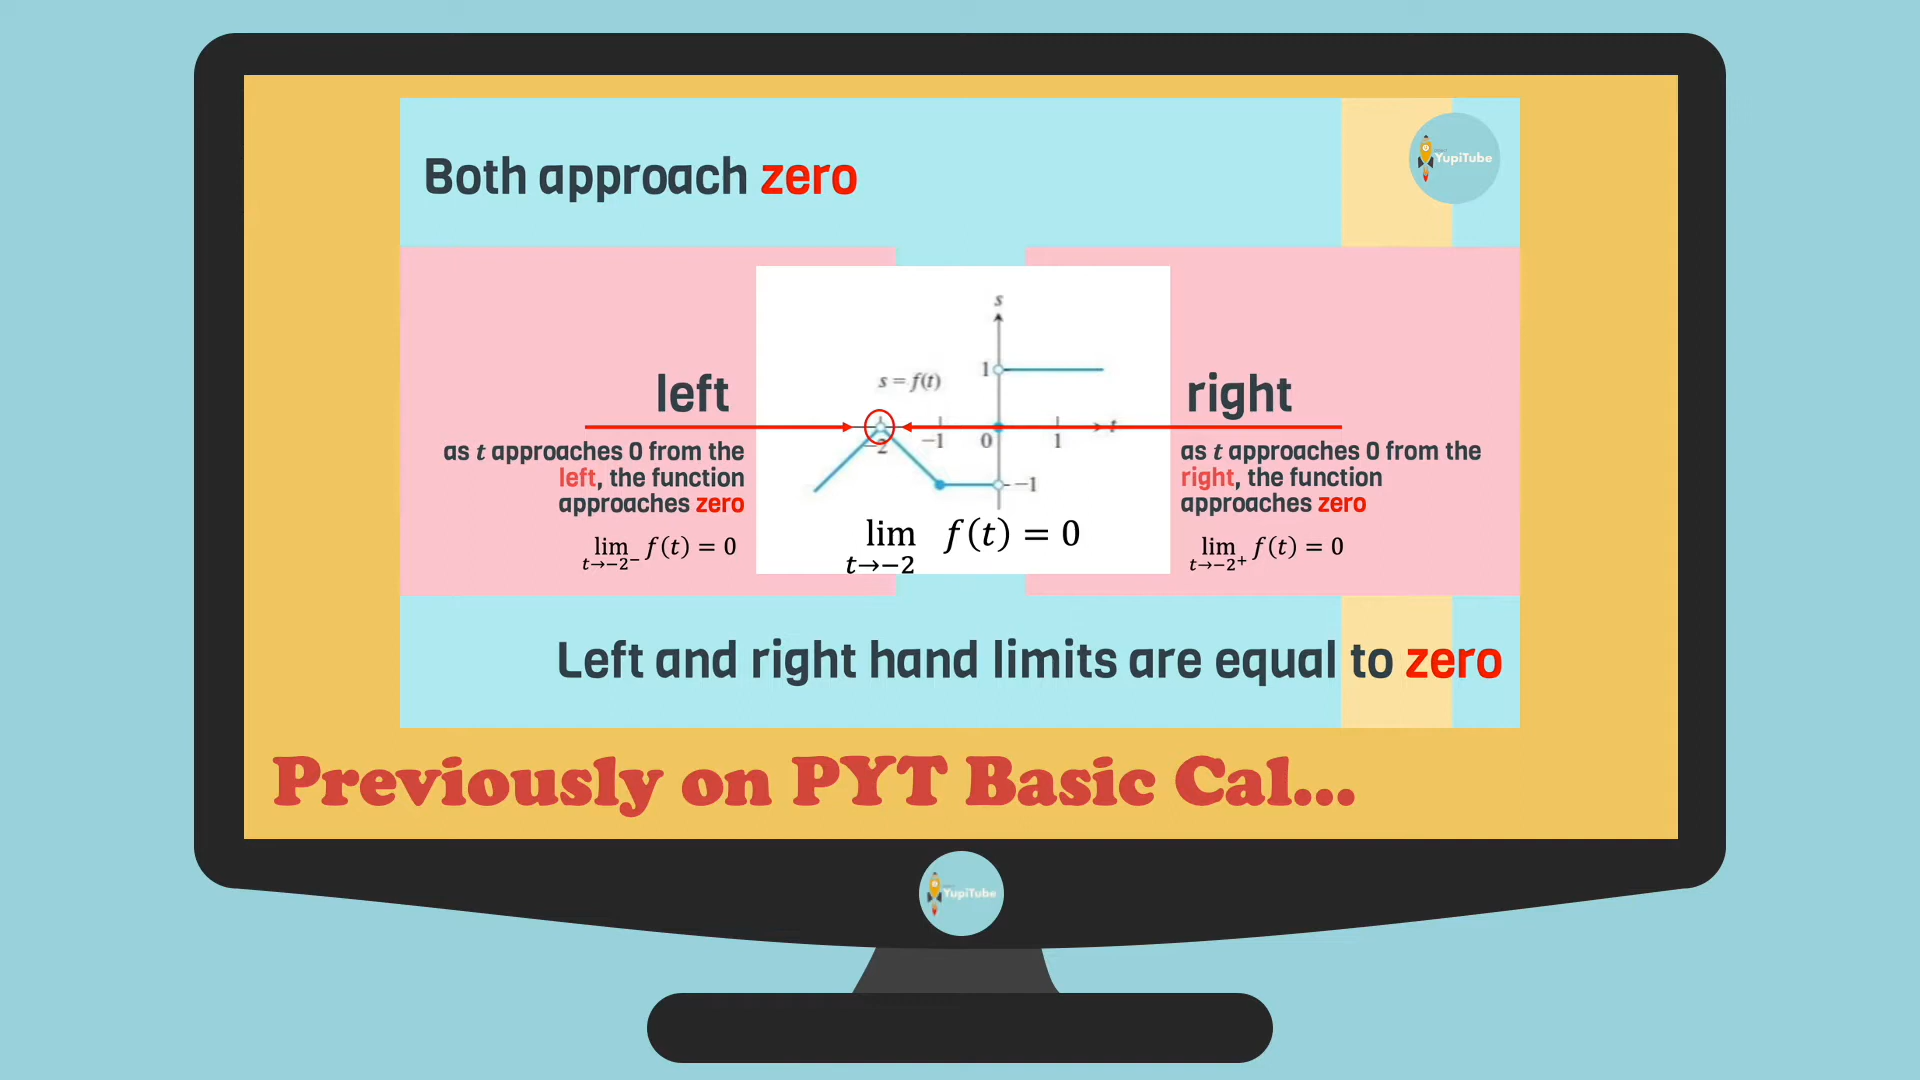 Both approach zero
YupiTube
s
1
s = f(t)
left
right
t
-2
-1
0
1
as t approaches 0 from the
left, the function
approaches zero
as t approaches 0 from the
right, the function
approaches zero
-1
lim f(t) = 0
t→-2⁻
lim f(t) = 0
t→-2
lim f(t) = 0
t→-2⁺
Left and right hand limits are equal to zero
Previously on PYT Basic Cal...
YupiTube